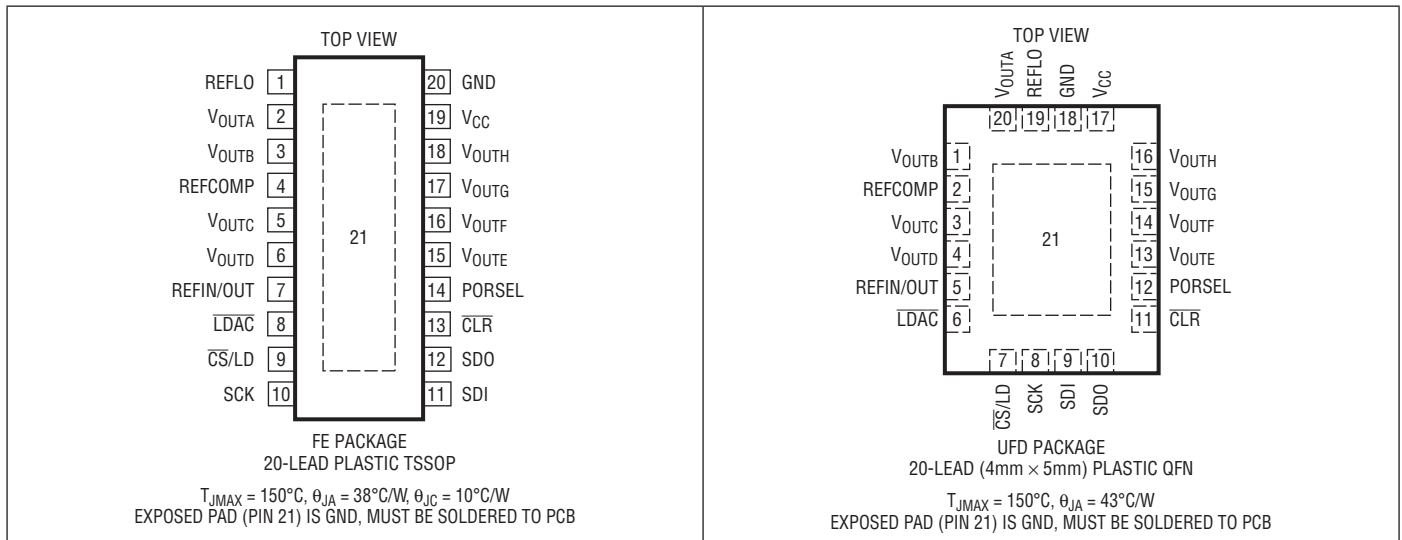 TOP VIEW
REFLO 1
VOUTA 2
VOUTB 3
REFCOMP 4
VOUTC 5
VOUTD 6
REFIN/OUT 7
LDAC 8
CS/LD 9
SCK 10
20 GND
19 VCC
18 VOUTH
17 VOUTG
16 VOUTF
15 VOUTE
14 PORSEL
13 CLR
12 SDO
11 SDI
21
FE PACKAGE
20-LEAD PLASTIC TSSOP
TJMAX = 150°C, θJA = 38°C/W, θJC = 10°C/W
EXPOSED PAD (PIN 21) IS GND, MUST BE SOLDERED TO PCB
TOP VIEW
VOUTA REFLO GND VCC
20 19 18 17
VOUTB 1
REFCOMP 2
VOUTC 3
VOUTD 4
REFIN/OUT 5
LDAC 6
16 VOUTH
15 VOUTG
14 VOUTF
13 VOUTE
12 PORSEL
11 CLR
21
7 8 9 10
CS/LD SCK SDI SDO
UFD PACKAGE
20-LEAD (4mm × 5mm) PLASTIC QFN
TJMAX = 150°C, θJA = 43°C/W
EXPOSED PAD (PIN 21) IS GND, MUST BE SOLDERED TO PCB